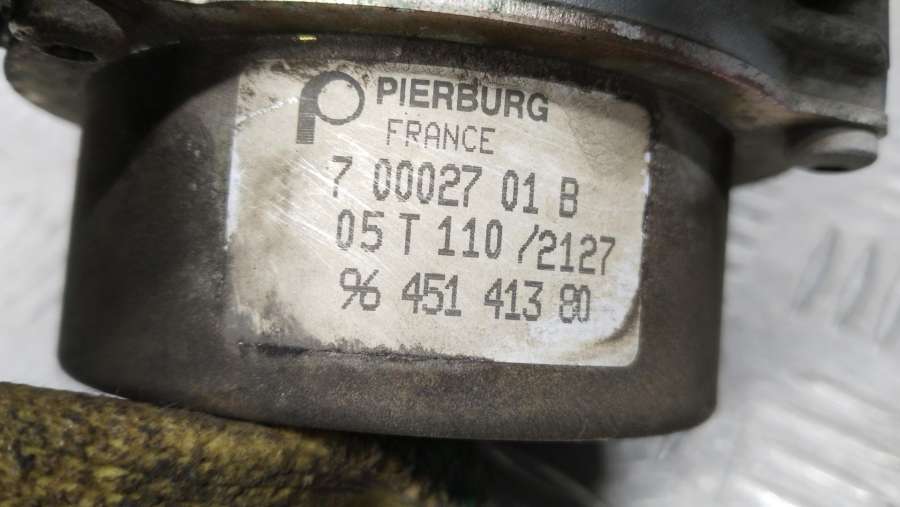 PIERBURG
FRANCE
7 00027 01 B
05 T 110 /2127
96 451 413 80